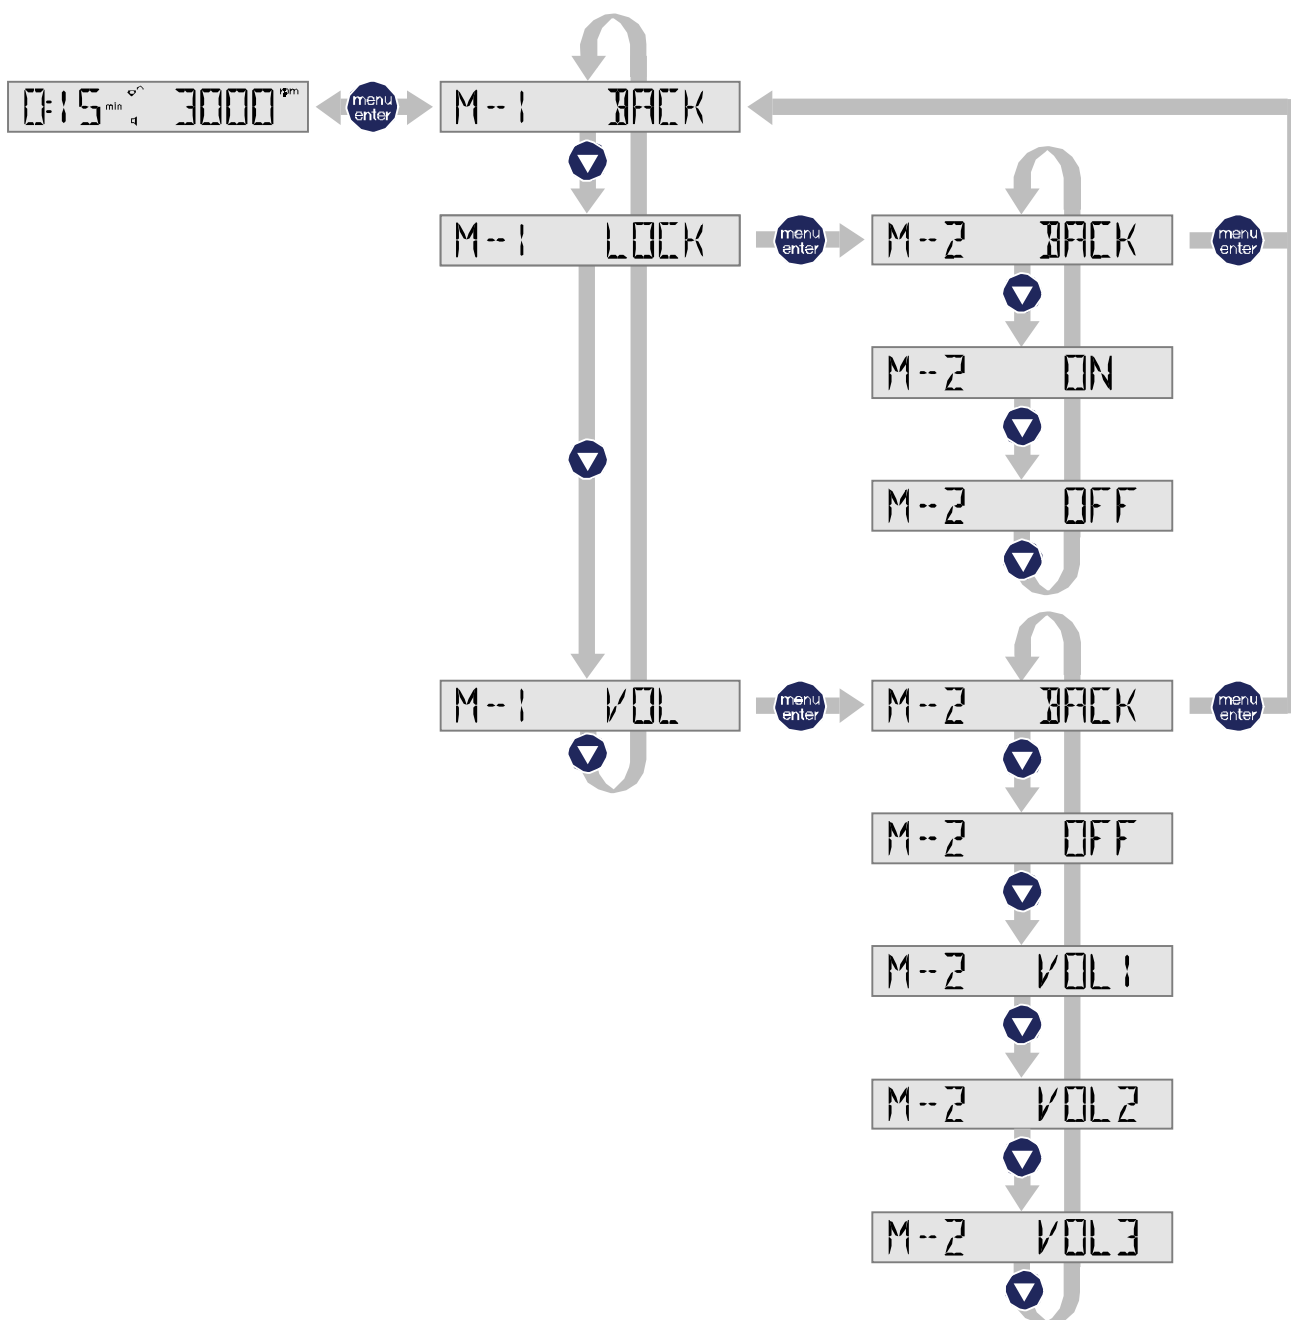 0:15 min 3000 rpm
menu enter
M--1 BACK
M--1 LOCK
menu enter
M--2 BACK
menu enter
M--2 ON
M--2 OFF
M--1 VOL
menu enter
M--2 BACK
menu enter
M--2 OFF
M--2 VOL1
M--2 VOL2
M--2 VOL3